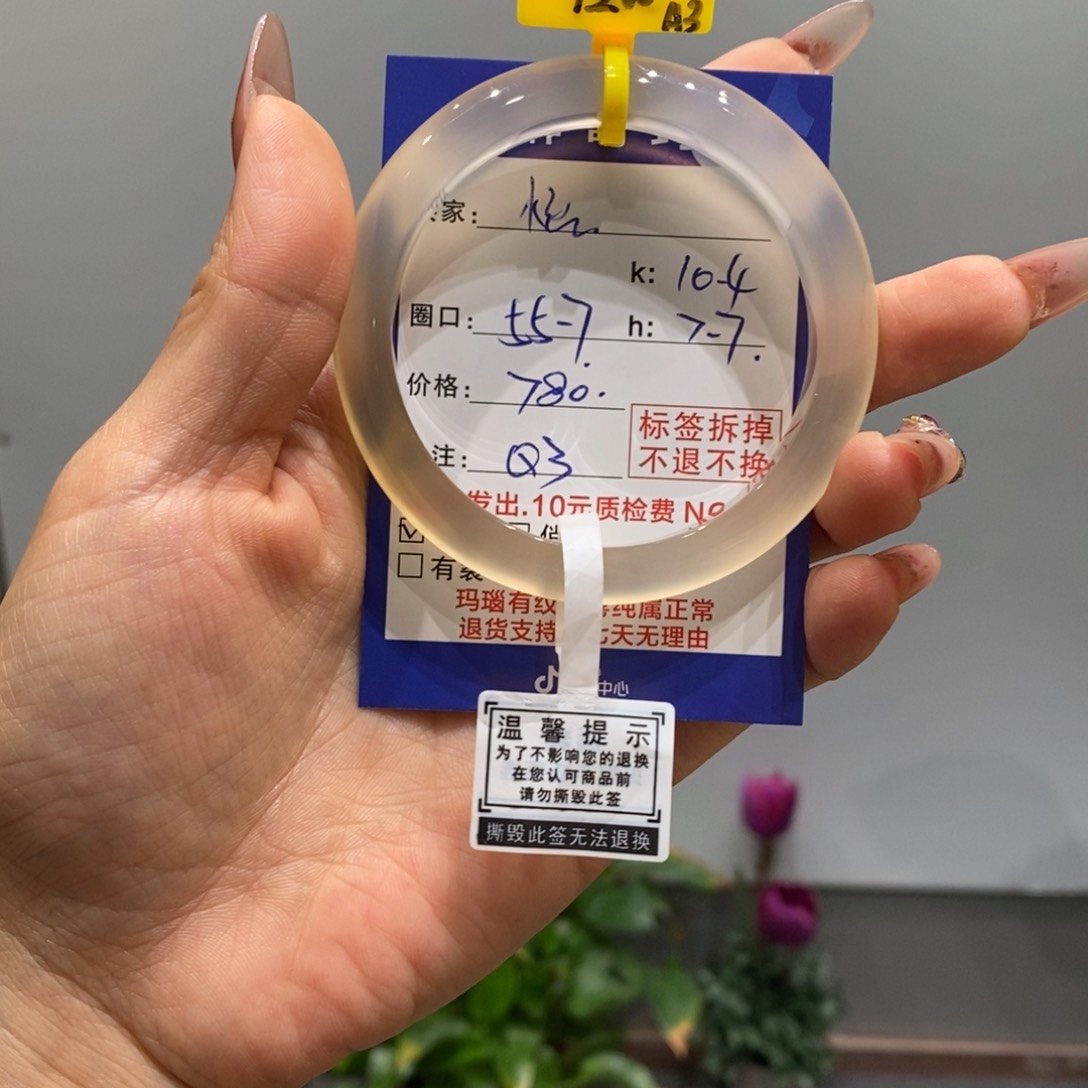 A3
家:
k: 10-4
圈口: 55-7 h: 7-7.
价格: 780.
注: Q3
标签拆掉
不退不换
发出.10元质检费
有
玛瑙有纹 纯属正常
退货支持 七天无理由
中心
温馨提示
为了不影响您的退换
在您认可商品前
请勿撕毁此签
撕毁此签无法退换